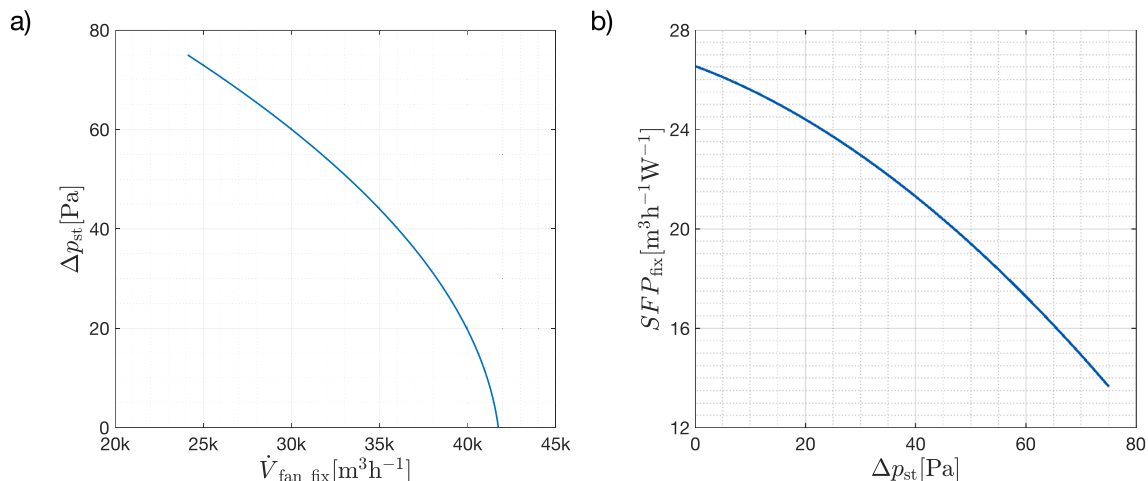 a)
80
60
40
20
0
Δp_st[Pa]
20k 25k 30k 35k 40k 45k
V̇_fan_fix[m³h⁻¹]
b)
28
24
20
16
12
SFP_fix[m³h⁻¹W⁻¹]
0 20 40 60 80
Δp_st[Pa]